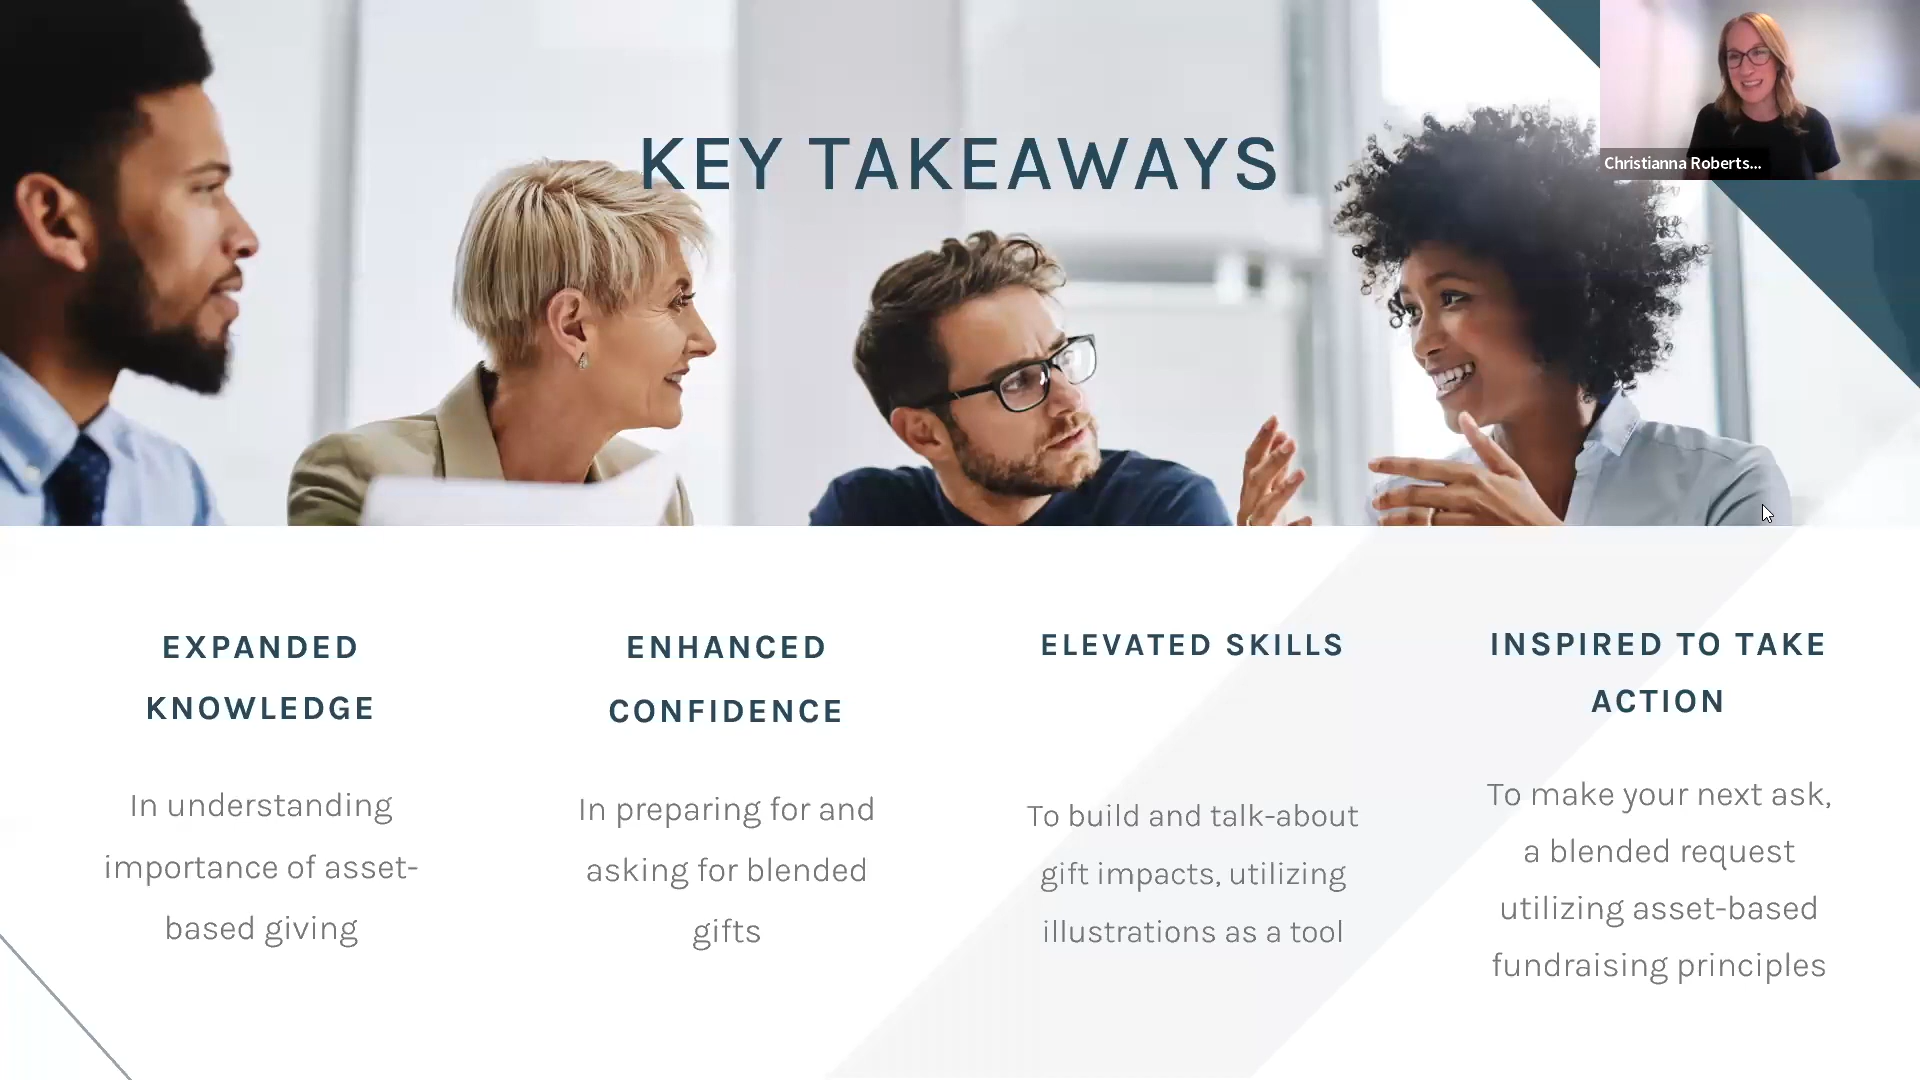 KEY TAKEAWAYS
Christianna Roberts...
EXPANDED
KNOWLEDGE
In understanding
importance of asset-
based giving
ENHANCED
CONFIDENCE
In preparing for and
asking for blended
gifts
ELEVATED SKILLS
To build and talk-about
gift impacts, utilizing
illustrations as a tool
INSPIRED TO TAKE
ACTION
To make your next ask,
a blended request
utilizing asset-based
fundraising principles